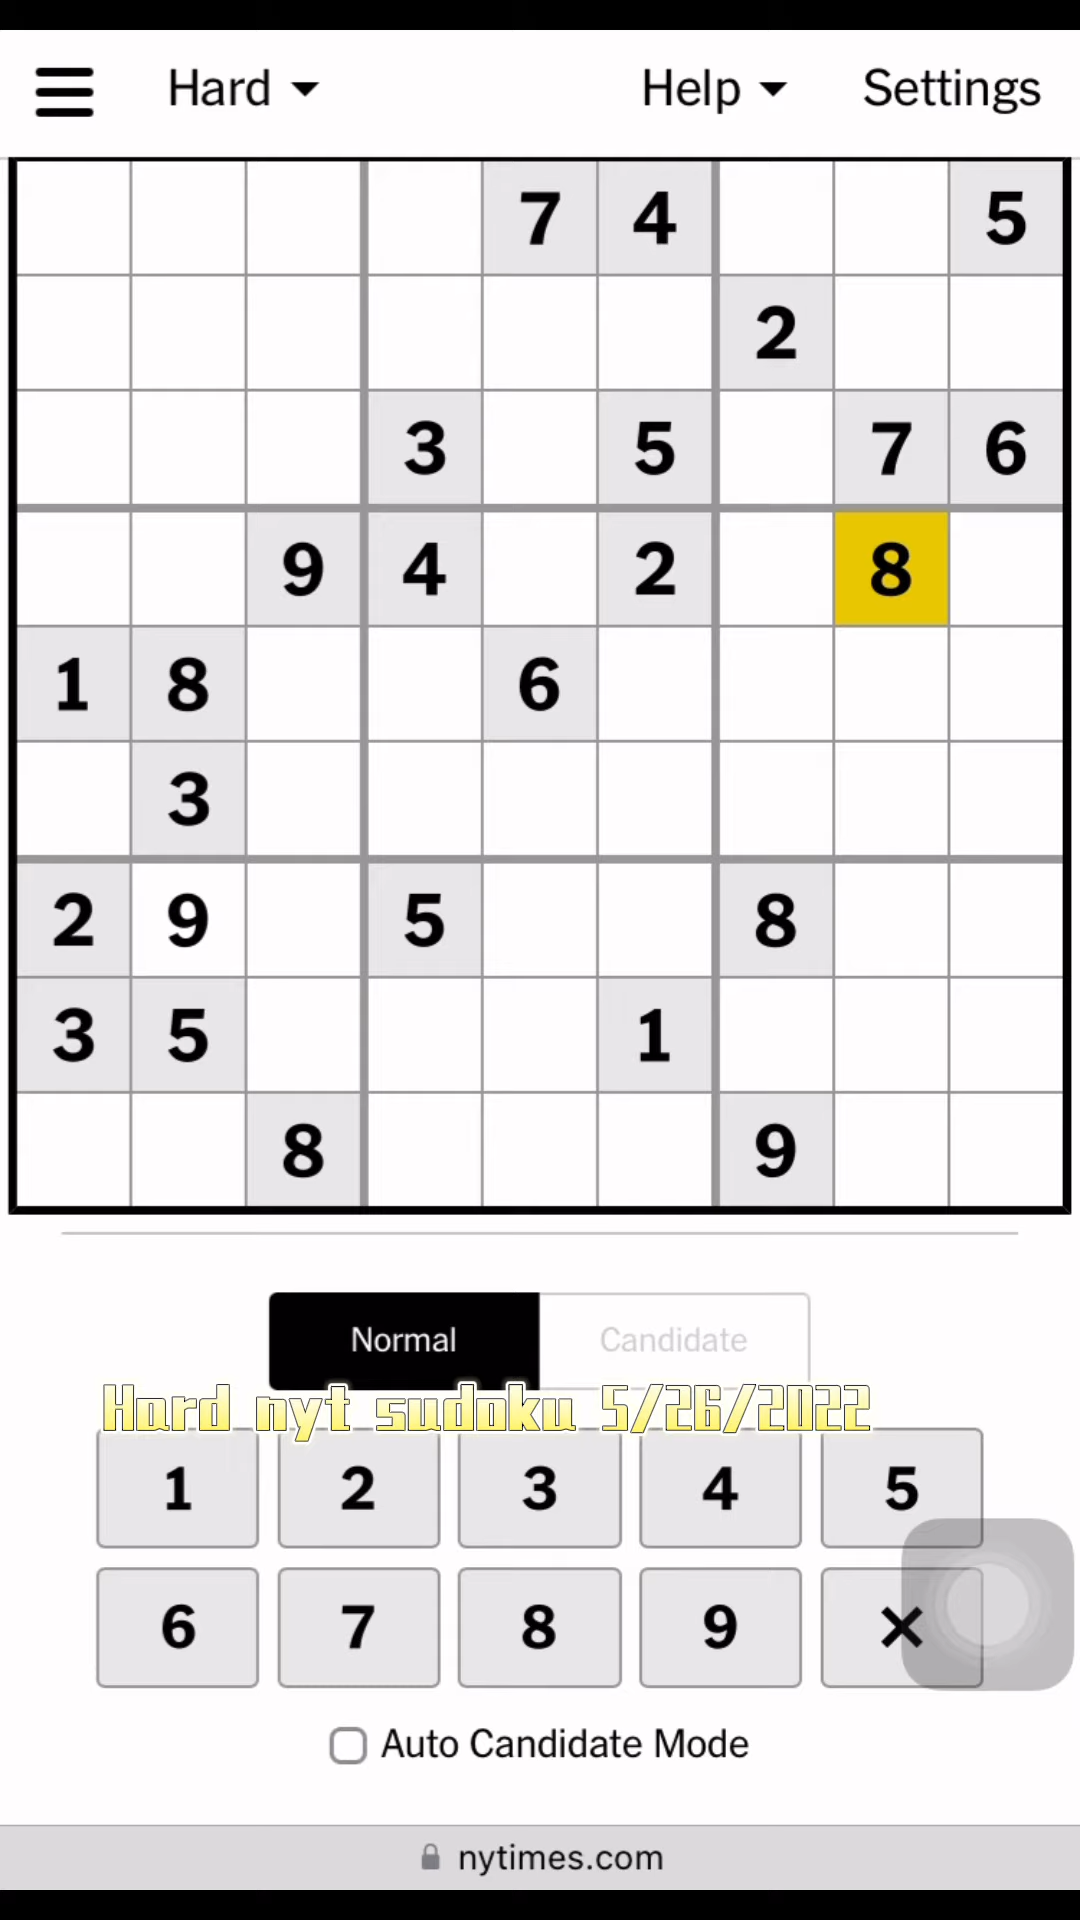 Hard Help Settings
7 4 5
2
3 5 7 6
9 4 2 8
1 8 6
3
2 9 5 8
3 5 1
8 9
Normal Candidate
Hard nyt sudoku 5/26/2022
1 2 3 4 5
6 7 8 9 ×
Auto Candidate Mode
nytimes.com